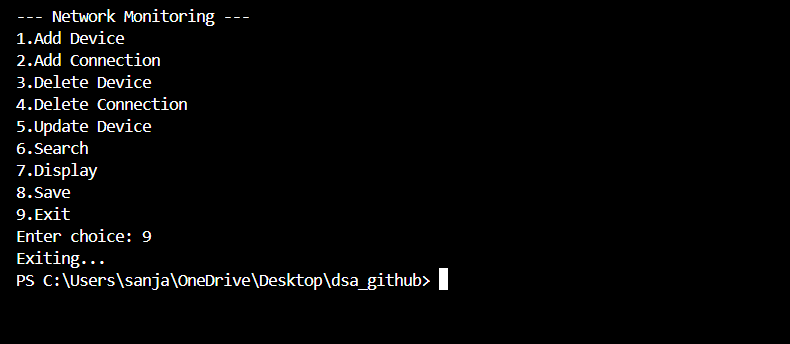 --- Network Monitoring ---
1.Add Device
2.Add Connection
3.Delete Device
4.Delete Connection
5.Update Device
6.Search
7.Display
8.Save
9.Exit
Enter choice: 9
Exiting...
PS C:\Users\sanja\OneDrive\Desktop\dsa_github>